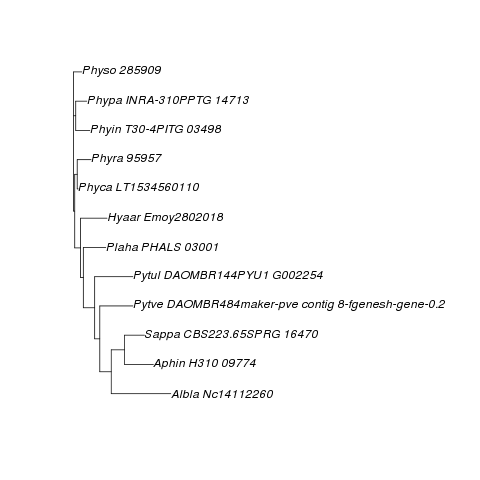 Physo 285909
Phypa INRA-310PPTG 14713
Phyin T30-4PITG 03498
Phyra 95957
Phyca LT1534560110
Hyaar Emoy2802018
Plaha PHALS 03001
Pytul DAOMBR144PYU1 G002254
Pytve DAOMBR484maker-pve contig 8-fgenesh-gene-0.2
Sappa CBS223.65SPRG 16470
Aphin H310 09774
Albla Nc14112260